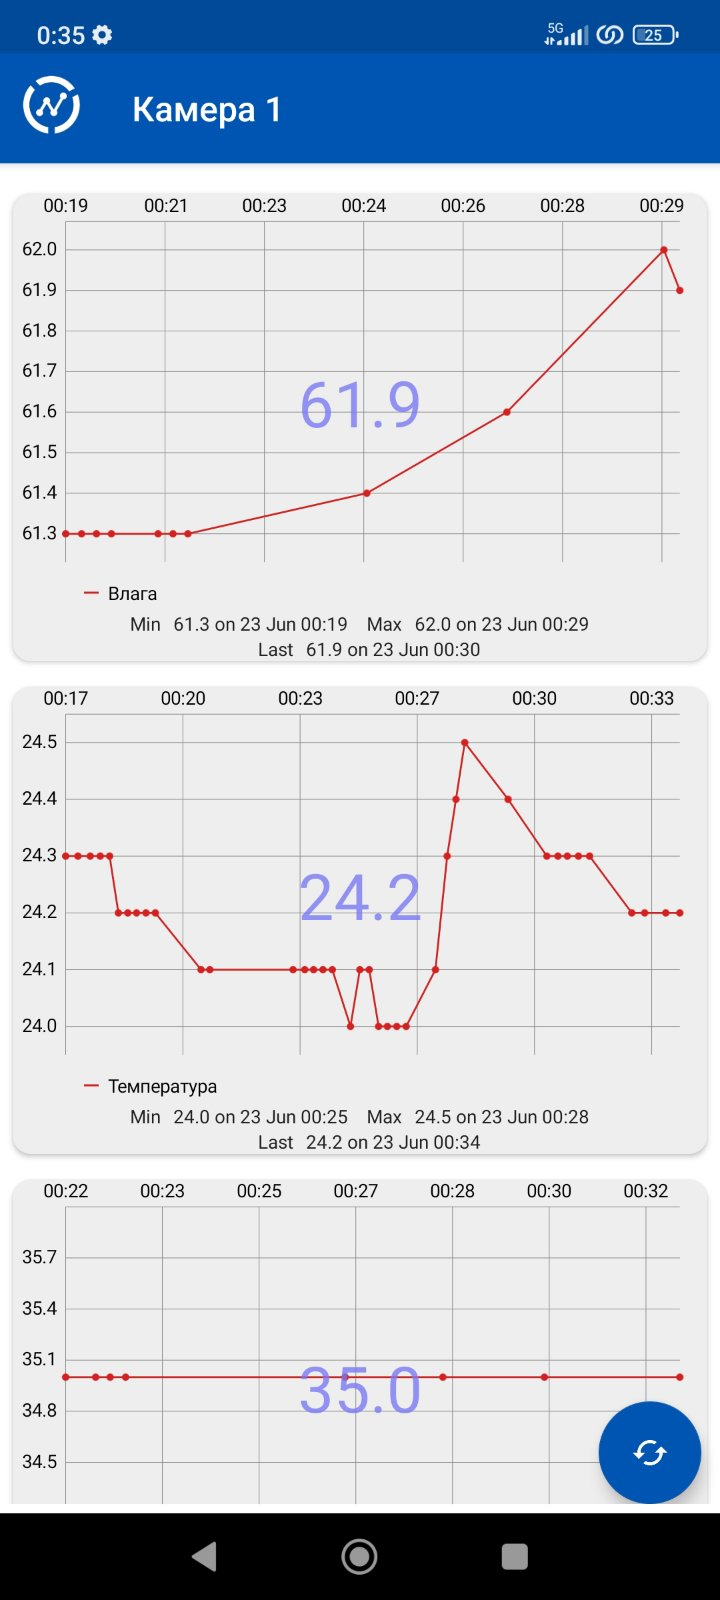 0:35 5G 25
Камера 1
00:19 00:21 00:23 00:24 00:26 00:28 00:29
62.0
61.9
61.8
61.7
61.6
61.5
61.4
61.3
61.9
Влага
Min 61.3 on 23 Jun 00:19 Max 62.0 on 23 Jun 00:29
Last 61.9 on 23 Jun 00:30
00:17 00:20 00:23 00:27 00:30 00:33
24.5
24.4
24.3
24.2
24.1
24.0
24.2
Температура
Min 24.0 on 23 Jun 00:25 Max 24.5 on 23 Jun 00:28
Last 24.2 on 23 Jun 00:34
00:22 00:23 00:25 00:27 00:28 00:30 00:32
35.7
35.4
35.1
34.8
34.5
35.0